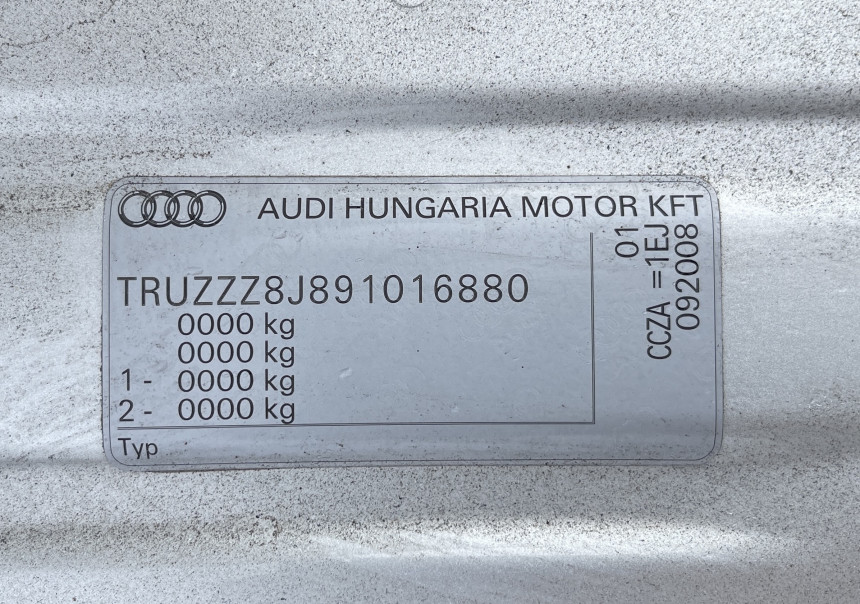 AUDI HUNGARIA MOTOR KFT
TRUZZZ8J891016880
0000 kg
0000 kg
1 - 0000 kg
2 - 0000 kg
Typ
01
CCZA =1EJ
092008